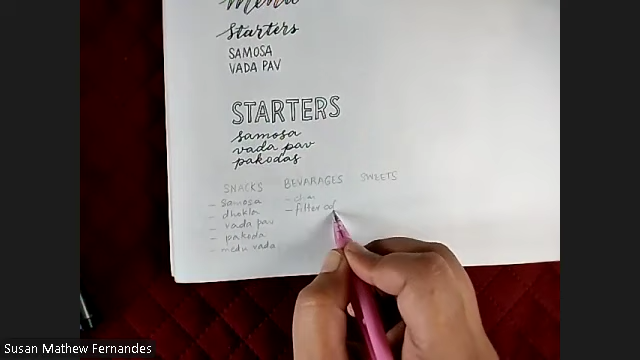 Menu
Starters
SAMOSA
VADA PAV
STARTERS
samosa
vada pav
pakodas
SNACKS BEVARAGES SWEETS
- samosa - chai
- dhokla - filter
- vada pav
- pakoda
- medu vada
Susan Mathew Fernandes